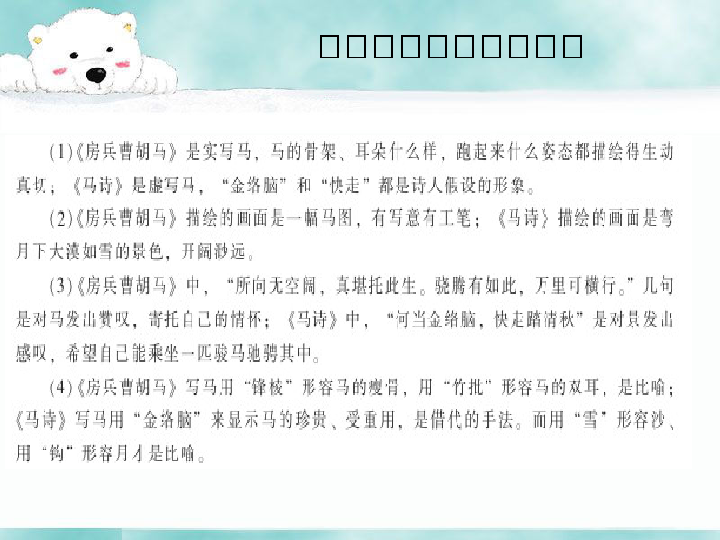 (1)《房兵曹胡马》是实写马，马的骨架、耳朵什么样，跑起来什么姿态都描绘得生动
真切；《马诗》是虚写马，“金络脑”和“快走”都是诗人假设的形象。
(2)《房兵曹胡马》描绘的画面是一幅马图，有写意有工笔；《马诗》描绘的画面是弯
月下大漠如雪的景色，开阔渺远。
(3)《房兵曹胡马》中，“所向无空阔，真堪托此生。骁腾有如此，万里可横行。”几句
是对马发出赞叹，寄托自己的情怀；《马诗》中，“何当金络脑，快走踏清秋”是对景发出
感叹，希望自己能乘坐一匹骏马驰骋其中。
(4)《房兵曹胡马》写马用“锋棱”形容马的瘦骨，用“竹批”形容马的双耳，是比喻；
《马诗》写马用“金络脑”来显示马的珍贵、受重用，是借代的手法。而用“雪”形容沙、
用“钩”形容月才是比喻。